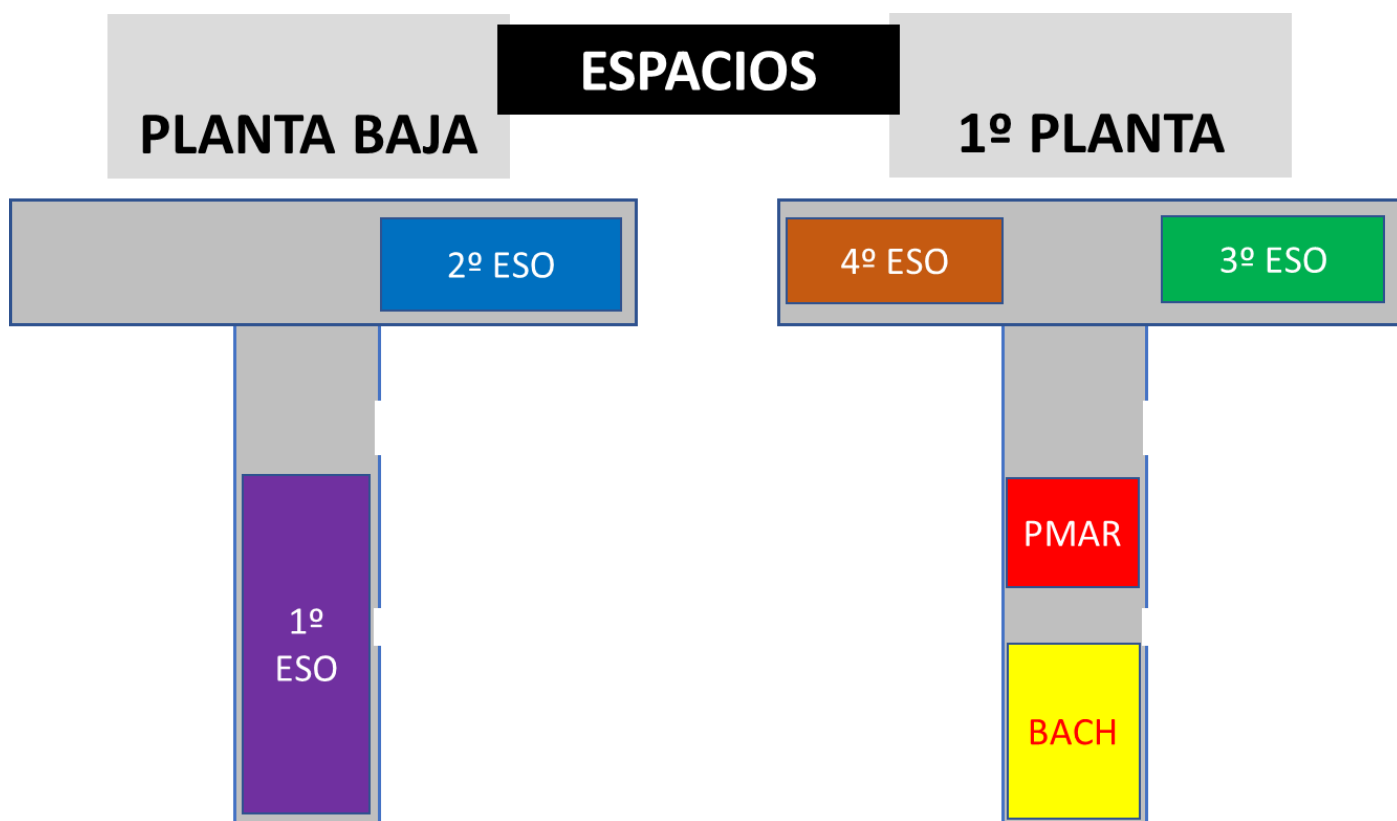 ESPACIOS
PLANTA BAJA
1º PLANTA
2º ESO
4º ESO
3º ESO
1º
ESO
PMAR
BACH